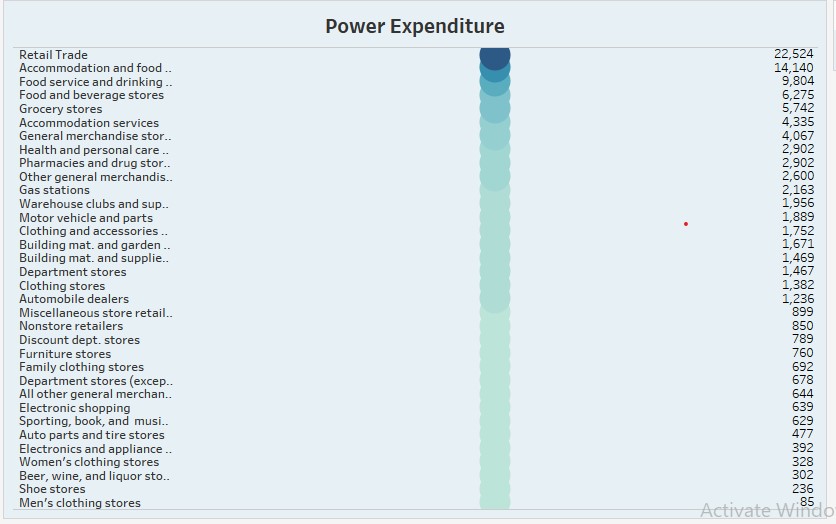 Power Expenditure
Retail Trade 22,524
Accommodation and food .. 14,140
Food service and drinking .. 9,804
Food and beverage stores 6,275
Grocery stores 5,742
Accommodation services 4,335
General merchandise stor.. 4,067
Health and personal care .. 2,902
Pharmacies and drug stor.. 2,902
Other general merchandis.. 2,600
Gas stations 2,163
Warehouse clubs and sup.. 1,956
Motor vehicle and parts 1,889
Clothing and accessories .. 1,752
Building mat. and garden .. 1,671
Building mat. and supplie.. 1,469
Department stores 1,467
Clothing stores 1,382
Automobile dealers 1,236
Miscellaneous store retail.. 899
Nonstore retailers 850
Discount dept. stores 789
Furniture stores 760
Family clothing stores 692
Department stores (excep.. 678
All other general merchan.. 644
Electronic shopping 639
Sporting, book, and musi.. 629
Auto parts and tire stores 477
Electronics and appliance .. 392
Women's clothing stores 328
Beer, wine, and liquor sto.. 302
Shoe stores 236
Men's clothing stores 85
Activate Windo